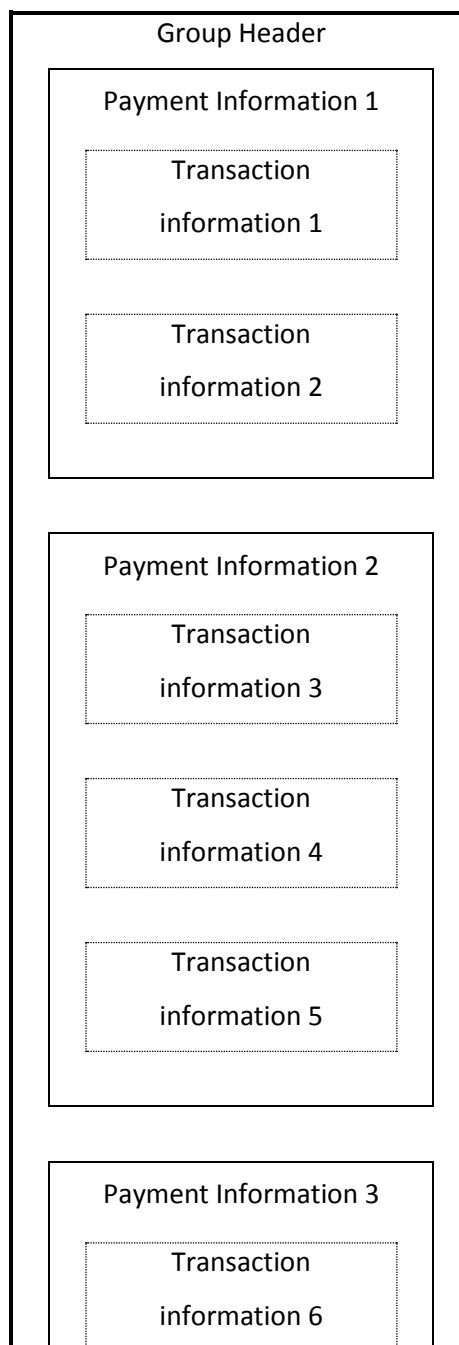 Group Header
Payment Information 1
Transaction
information 1
Transaction
information 2
Payment Information 2
Transaction
information 3
Transaction
information 4
Transaction
information 5
Payment Information 3
Transaction
information 6